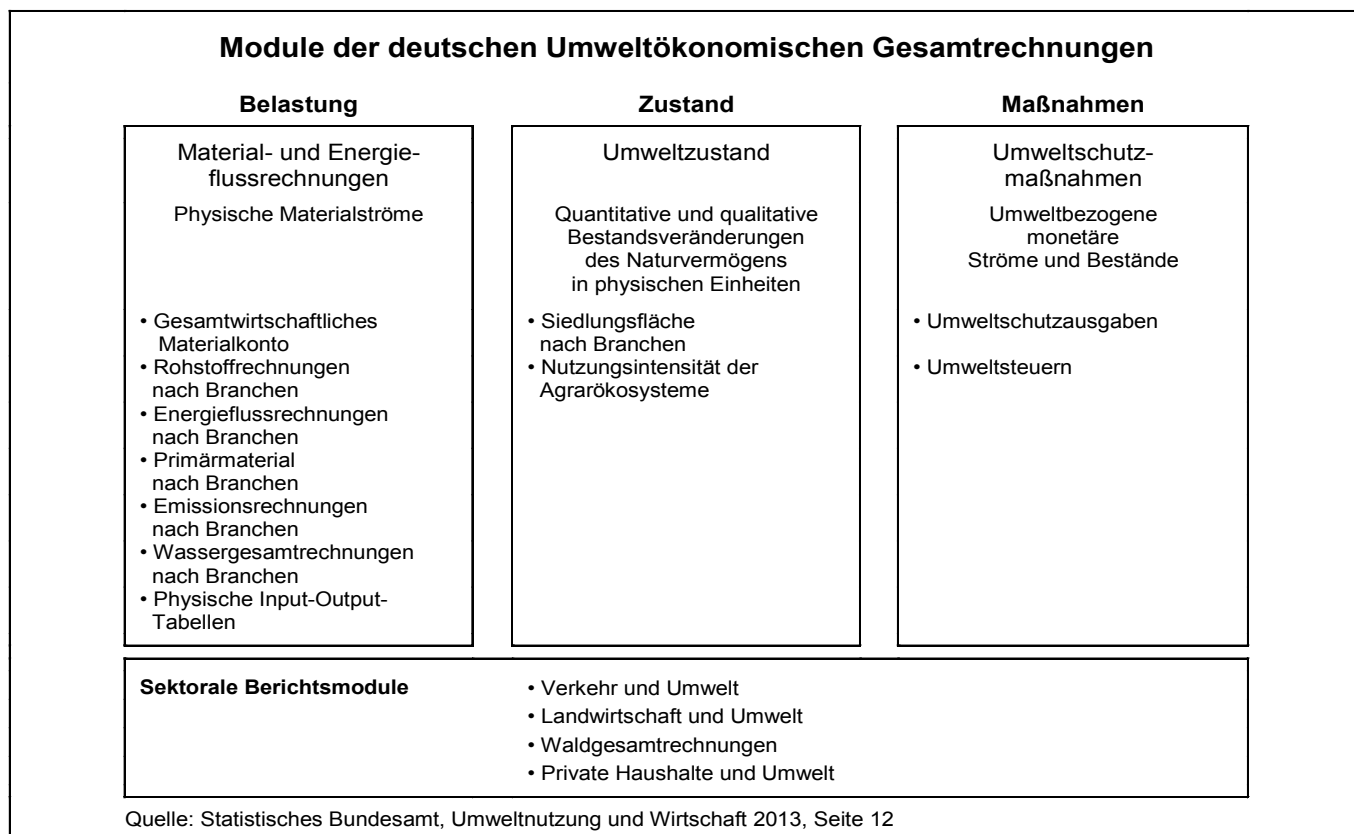 Module der deutschen Umweltökonomischen Gesamtrechnungen
Belastung
Material- und Energie-
flussrechnungen
Physische Materialströme
• Gesamtwirtschaftliches
Materialkonto
• Rohstoffrechnungen
nach Branchen
• Energieflussrechnungen
nach Branchen
• Primärmaterial
nach Branchen
• Emissionsrechnungen
nach Branchen
• Wassergesamtrechnungen
nach Branchen
• Physische Input-Output-
Tabellen
Zustand
Umweltzustand
Quantitative und qualitative
Bestandsveränderungen
des Naturvermögens
in physischen Einheiten
• Siedlungsfläche
nach Branchen
• Nutzungsintensität der
Agrarökosysteme
Maßnahmen
Umweltschutz-
maßnahmen
Umweltbezogene
monetäre
Ströme und Bestände
• Umweltschutzausgaben
• Umweltsteuern
Sektorale Berichtsmodule
• Verkehr und Umwelt
• Landwirtschaft und Umwelt
• Waldgesamtrechnungen
• Private Haushalte und Umwelt
Quelle: Statistisches Bundesamt, Umweltnutzung und Wirtschaft 2013, Seite 12